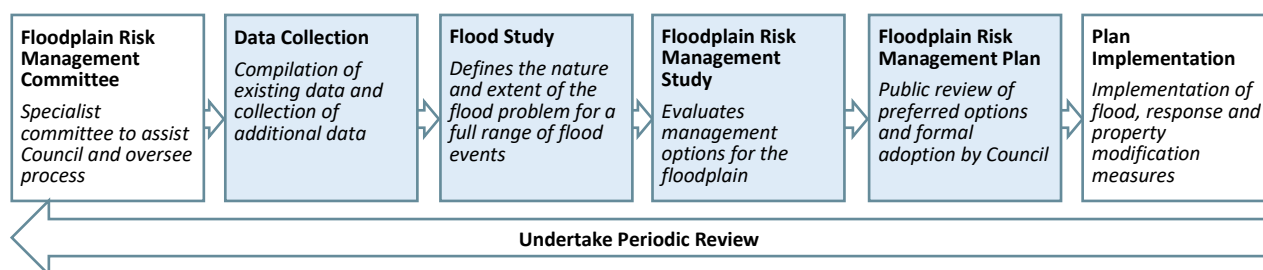 Floodplain Risk
Management
Committee
Specialist
committee to assist
Council and oversee
process
Data Collection
Compilation of
existing data and
collection of
additional data
Flood Study
Defines the nature
and extent of the
flood problem for a
full range of flood
events
Floodplain Risk
Management
Study
Evaluates
management
options for the
floodplain
Floodplain Risk
Management Plan
Public review of
preferred options
and formal
adoption by Council
Plan
Implementation
Implementation of
flood, response and
property
modification
measures
Undertake Periodic Review